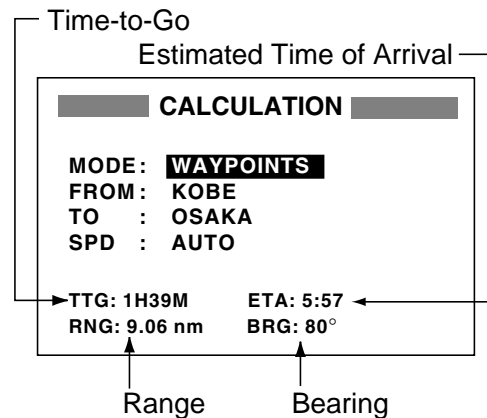 Time-to-Go
Estimated Time of Arrival
CALCULATION
MODE: WAYPOINTS
FROM: KOBE
TO : OSAKA
SPD : AUTO
TTG: 1H39M ETA: 5:57
RNG: 9.06 nm BRG: 80°
Range Bearing